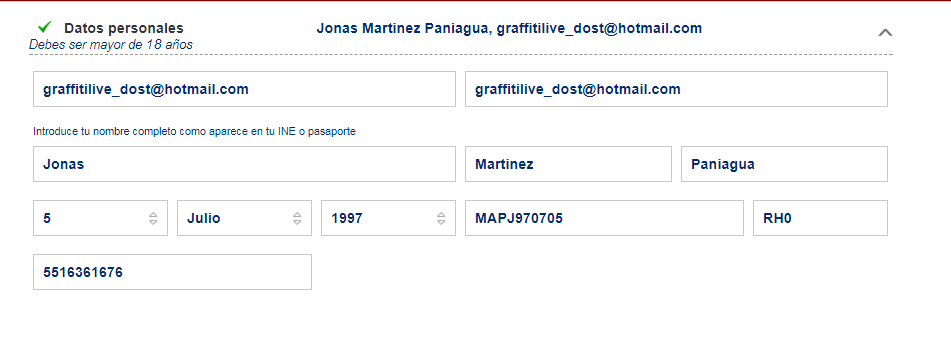 Datos personales Jonas Martinez Paniagua, graffitilive_dost@hotmail.com
Debes ser mayor de 18 años
graffitilive_dost@hotmail.com graffitilive_dost@hotmail.com
Introduce tu nombre completo como aparece en tu INE o pasaporte
Jonas Martinez Paniagua
5 Julio 1997 MAPJ970705 RH0
5516361676